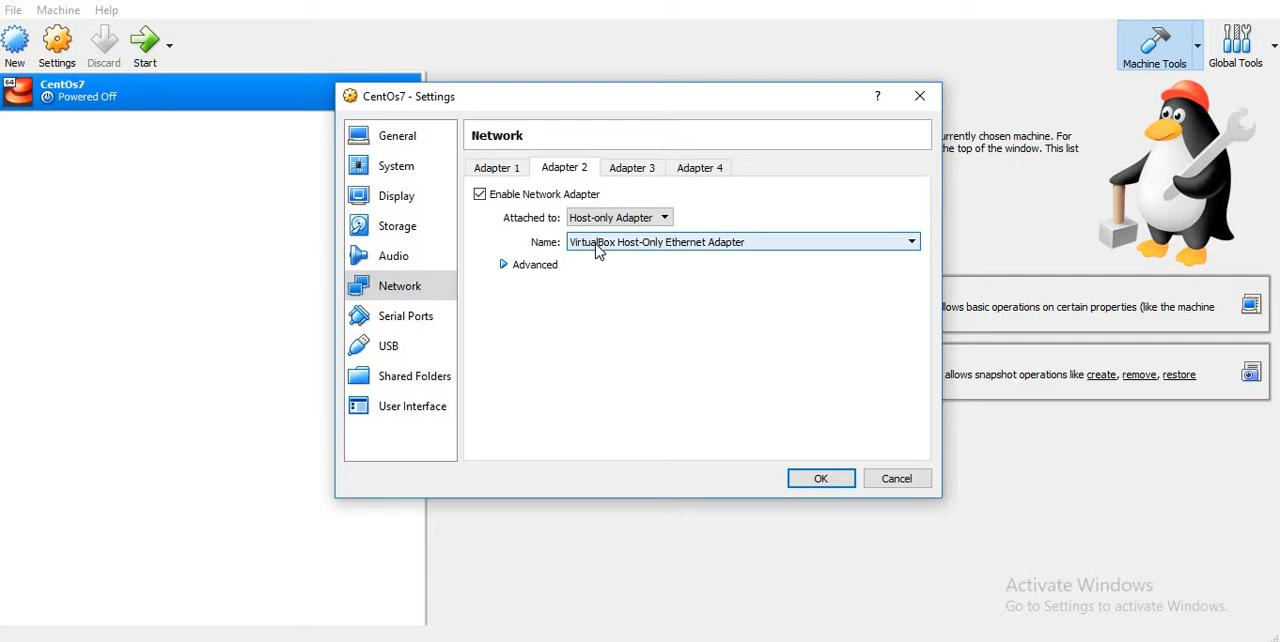 File Machine Help
New Settings Discard Start
Machine Tools Global Tools
64 CentOs7
Powered Off
CentOs7 - Settings ?
General
System
Display
Storage
Audio
Network
Serial Ports
USB
Shared Folders
User Interface
Network
Adapter 1 Adapter 2 Adapter 3 Adapter 4
Enable Network Adapter
Attached to: Host-only Adapter
Name: VirtualBox Host-Only Ethernet Adapter
Advanced
OK Cancel
currently chosen machine. For
the top of the window. This list
lows basic operations on certain properties (like the machine
allows snapshot operations like create, remove, restore
Activate Windows
Go to Settings to activate Windows.